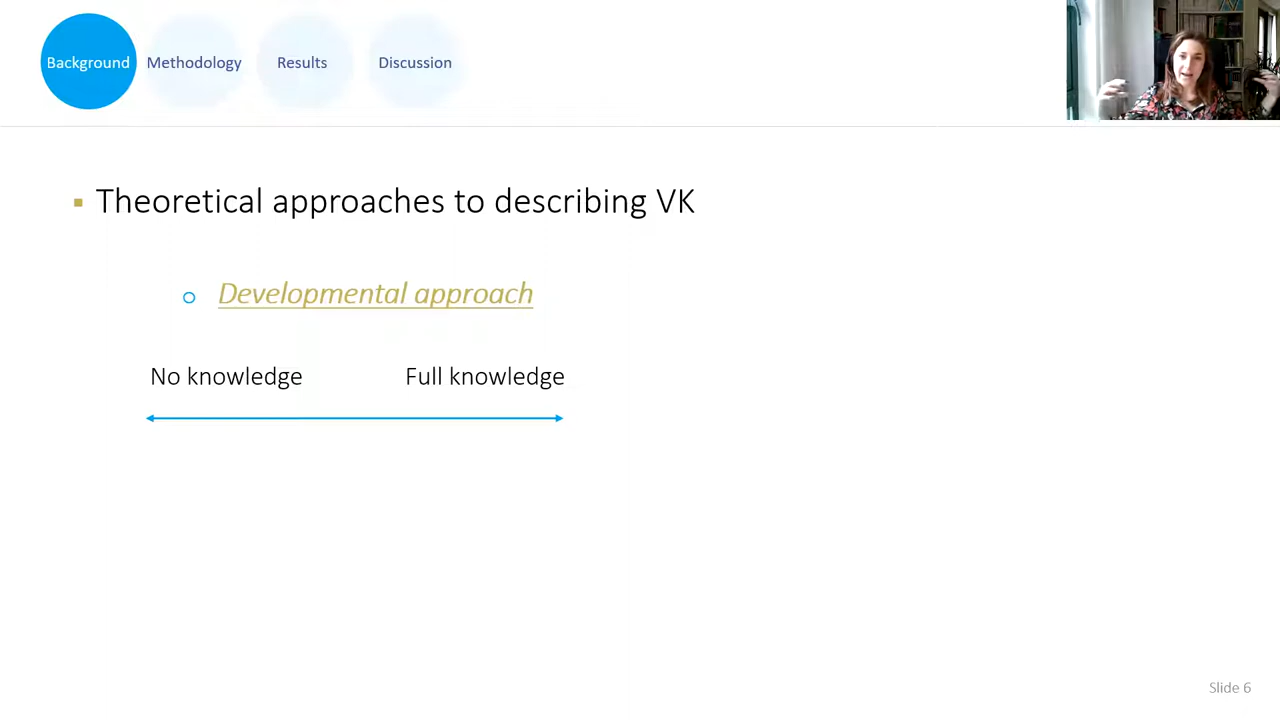 Background Methodology Results Discussion
Theoretical approaches to describing VK
Developmental approach
No knowledge Full knowledge
Slide 6